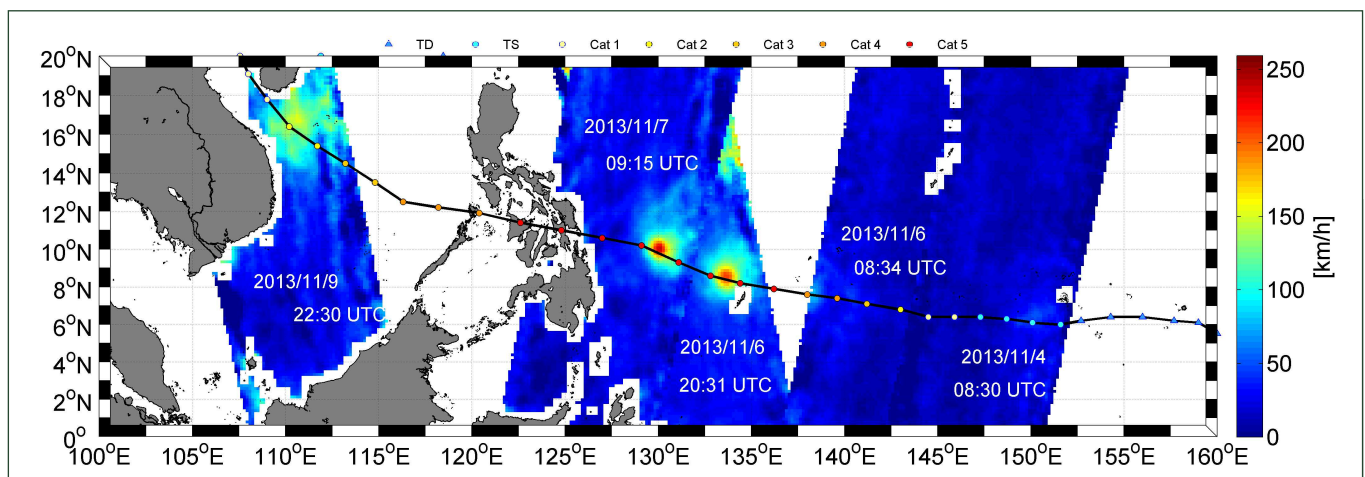 TD TS Cat 1 Cat 2 Cat 3 Cat 4 Cat 5
20°N
18°N
16°N
14°N
12°N
10°N
8°N
6°N
4°N
2°N
0°
2013/11/7
09:15 UTC
2013/11/6
08:34 UTC
2013/11/9
22:30 UTC
2013/11/6
20:31 UTC
2013/11/4
08:30 UTC
100°E 105°E 110°E 115°E 120°E 125°E 130°E 135°E 140°E 145°E 150°E 155°E 160°E
250
200
150
100
50
0
[km/h]